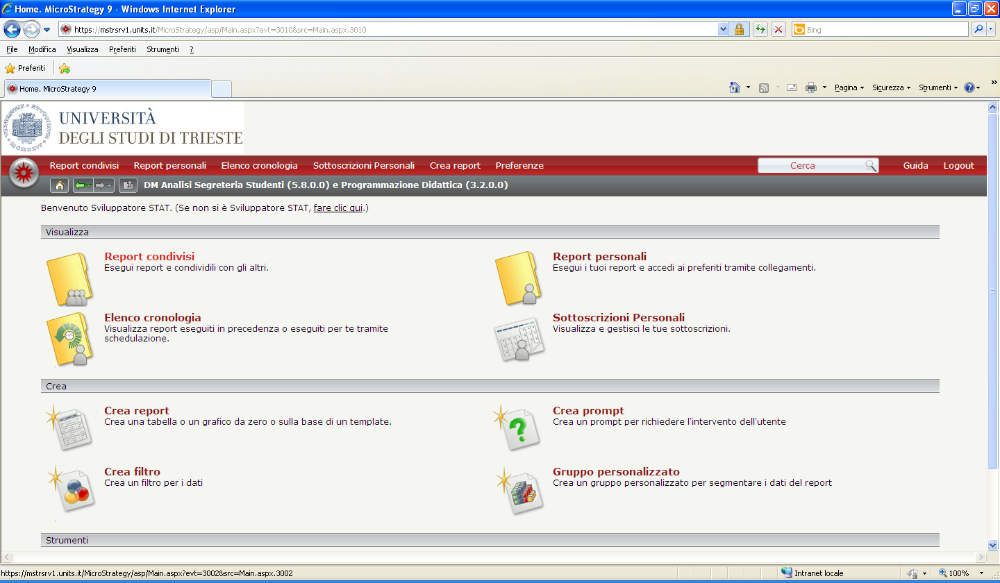 Home. MicroStrategy 9 - Windows Internet Explorer
https://mstrsrv1.units.it/MicroStrategy/asp/Main.aspx?evt=3010&src=Main.aspx.3010
Bing
File Modifica Visualizza Preferiti Strumenti ?
Preferiti
Home. MicroStrategy 9
Pagina Sicurezza Strumenti
UNIVERSITÀ
DEGLI STUDI DI TRIESTE
Report condivisi Report personali Elenco cronologia Sottoscrizioni Personali Crea report Preferenze Cerca Guida Logout
DM Analisi Segreteria Studenti (5.8.0.0) e Programmazione Didattica (3.2.0.0)
Benvenuto Sviluppatore STAT. (Se non si è Sviluppatore STAT, fare clic qui.)
Visualizza
Report condivisi
Esegui report e condividili con gli altri.
Report personali
Esegui i tuoi report e accedi ai preferiti tramite collegamenti.
Elenco cronologia
Visualizza report eseguiti in precedenza o eseguiti per te tramite
schedulazione.
Sottoscrizioni Personali
Visualizza e gestisci le tue sottoscrizioni.
Crea
Crea report
Crea una tabella o un grafico da zero o sulla base di un template.
Crea prompt
Crea un prompt per richiedere l'intervento dell'utente
Crea filtro
Crea un filtro per i dati
Gruppo personalizzato
Crea un gruppo personalizzato per segmentare i dati del report
Strumenti
https://mstrsrv1.units.it/MicroStrategy/asp/Main.aspx?evt=3002&src=Main.aspx.3002
Intranet locale
100%